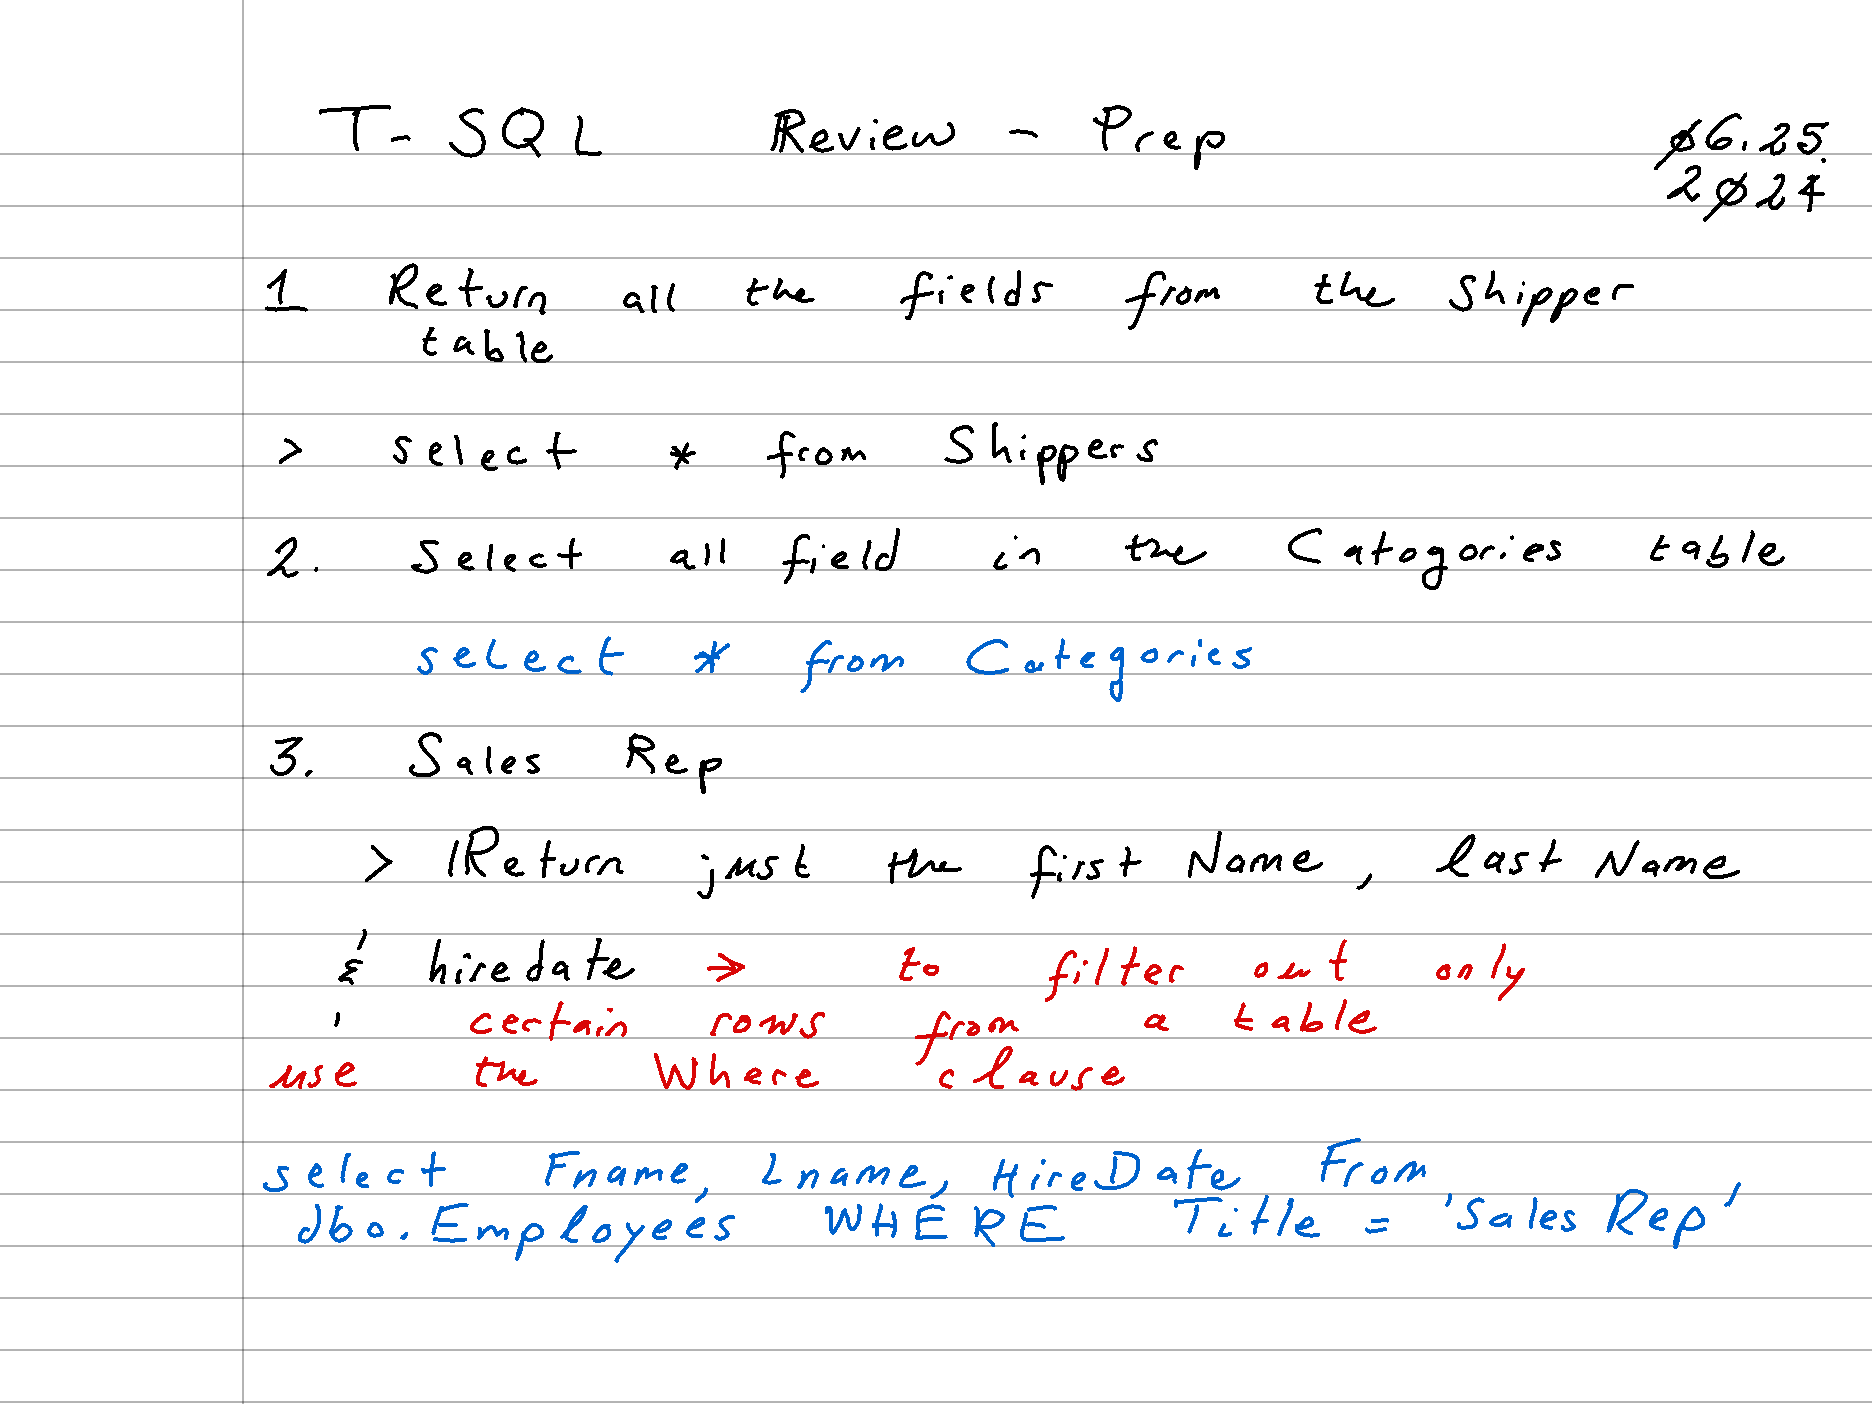 T-SQL Review - Prep
06.25.
2024
1 Return all the fields from the Shipper
table
> select * from Shippers
2. Select all field in the Catogories table
select * from Categories
3. Sales Rep
> Return just the first Name, last Name
& hiredate → to filter out only
certain rows from a table
use the Where clause
select Fname, Lname, HireDate From
dbo.Employees WHERE Title = 'Sales Rep'